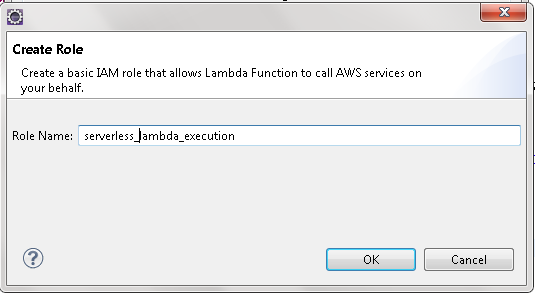 Create Role
Create a basic IAM role that allows Lambda Function to call AWS services on
your behalf.
Role Name: serverless_lambda_execution
?
OK Cancel